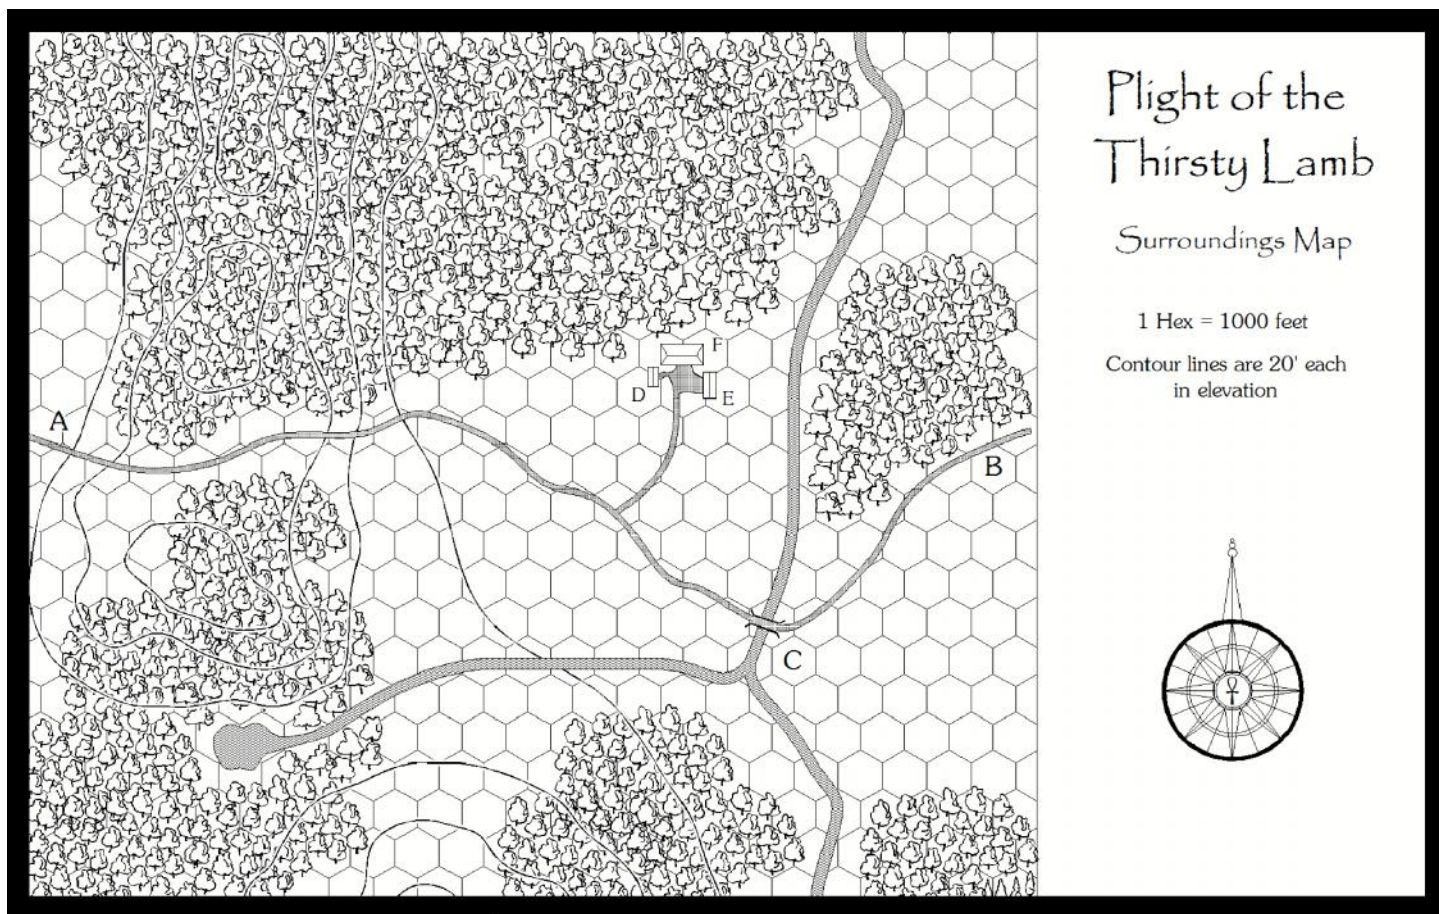 Plight of the
Thirsty Lamb
Surroundings Map
1 Hex = 1000 feet
Contour lines are 20' each
in elevation
F
D
E
A
B
C